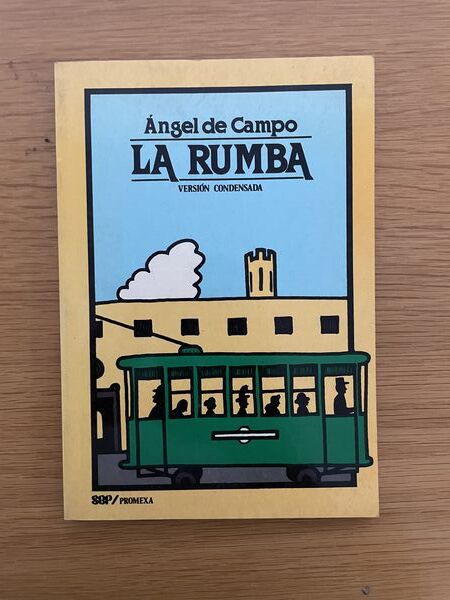 Ángel de Campo
LA RUMBA
VERSIÓN CONDENSADA
SEP/PROMEXA